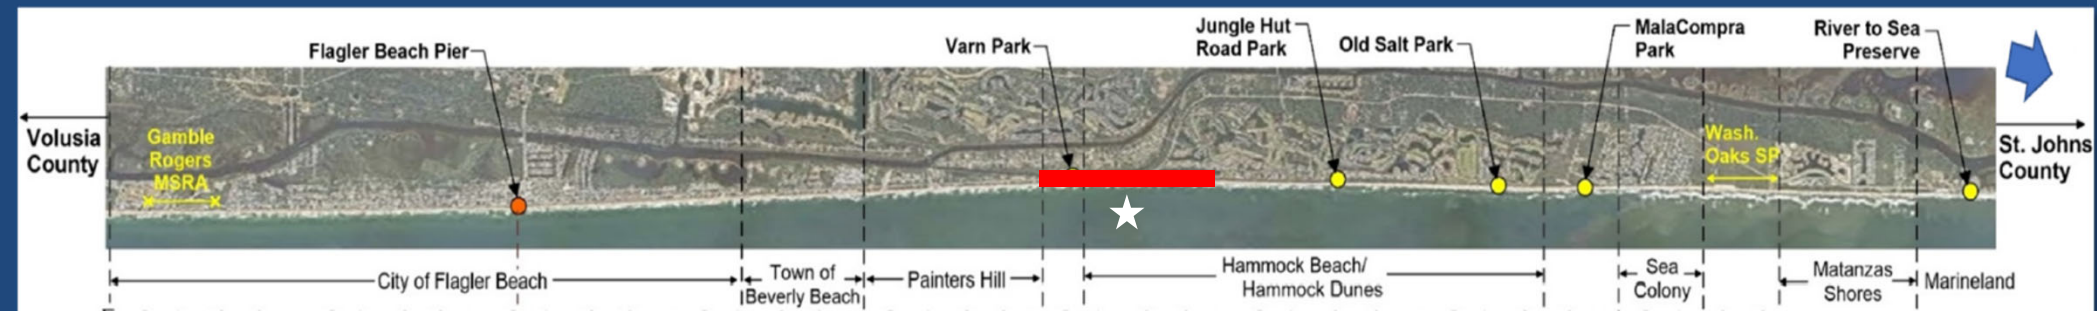 Flagler Beach Pier
Varn Park
Jungle Hut
Road Park
Old Salt Park
MalaCompra
Park
River to Sea
Preserve
Volusia
County
Gamble
Rogers
MSRA
Wash.
Oaks SP
St. Johns
County
City of Flagler Beach
Town of
Beverly Beach
Painters Hill
Hammock Beach/
Hammock Dunes
Sea
Colony
Matanzas
Shores
Marineland